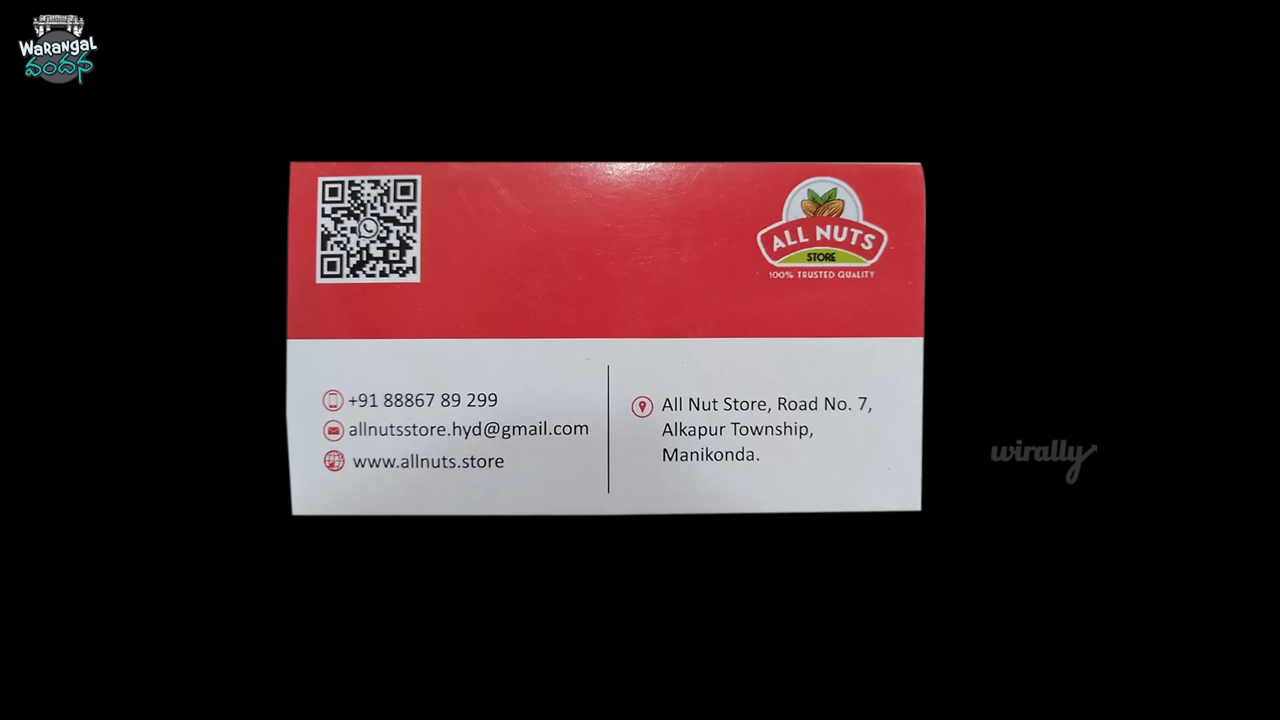 WARANGAL
వందన
ALL NUTS
STORE
100% TRUSTED QUALITY
+91 88867 89 299
allnutsstore.hyd@gmail.com
www.allnuts.store
All Nut Store, Road No. 7,
Alkapur Township,
Manikonda.
wirally